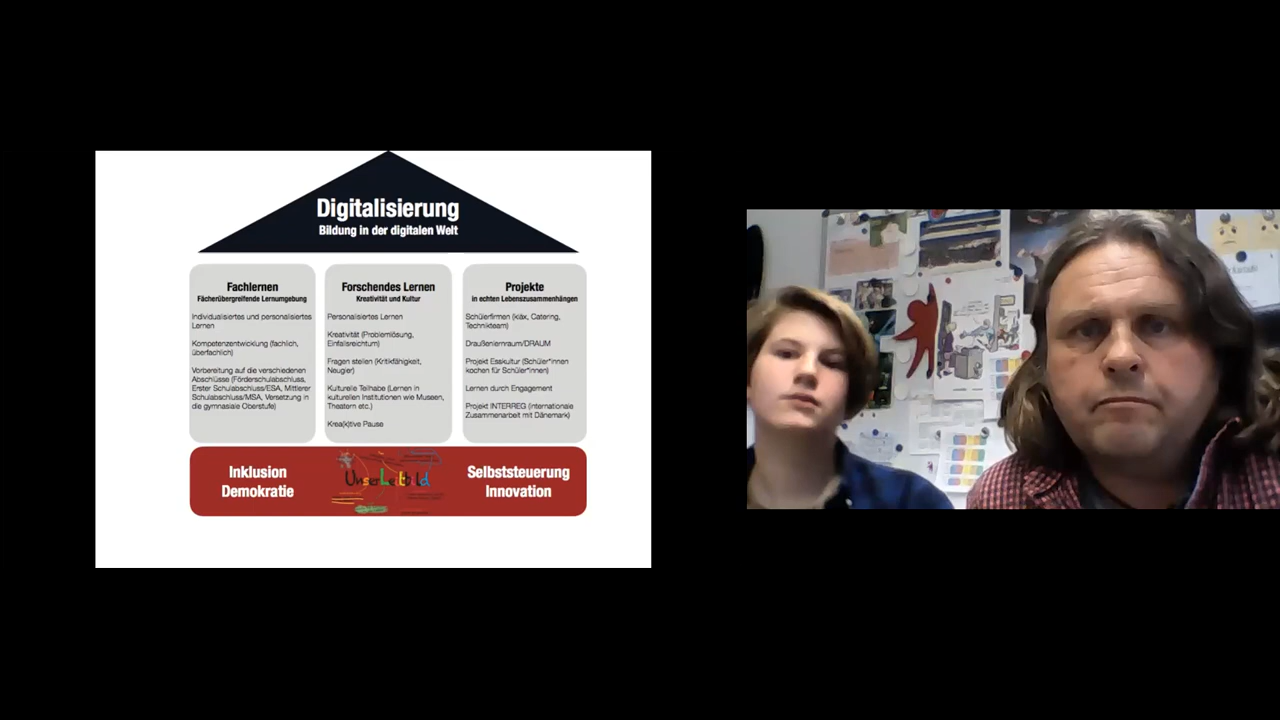 Digitalisierung
Bildung in der digitalen Welt
Fachlernen
Fächerübergreifende Lernumgebung
Individualisiertes und personalisiertes
Lernen
Kompetenzentwicklung (fachlich,
überfachlich)
Vorbereitung auf die verschiedenen
Abschlüsse (Förderschulabschluss,
Erster Schulabschluss/ESA, Mittlerer
Schulabschluss/MSA, Versetzung in
die gymnasiale Oberstufe)
Forschendes Lernen
Kreativität und Kultur
Personalisiertes Lernen
Kreativität (Problemlösung,
Einfallsreichtum)
Fragen stellen (Kritikfähigkeit,
Neugier)
Kulturelle Teilhabe (Lernen in
kulturellen Institutionen wie Museen,
Theatern etc.)
Krea(k)tive Pause
Projekte
in echten Lebenszusammenhängen
Schülerfirmen (kläx, Catering,
Technikteam)
Draußenlernraum/DRAUM
Projekt Esskultur (Schüler*innen
kochen für Schüler*innen)
Lernen durch Engagement
Projekt INTERREG (internationale
Zusammenarbeit mit Dänemark)
Inklusion
Demokratie
UnserLeitbild
Selbststeuerung
Innovation